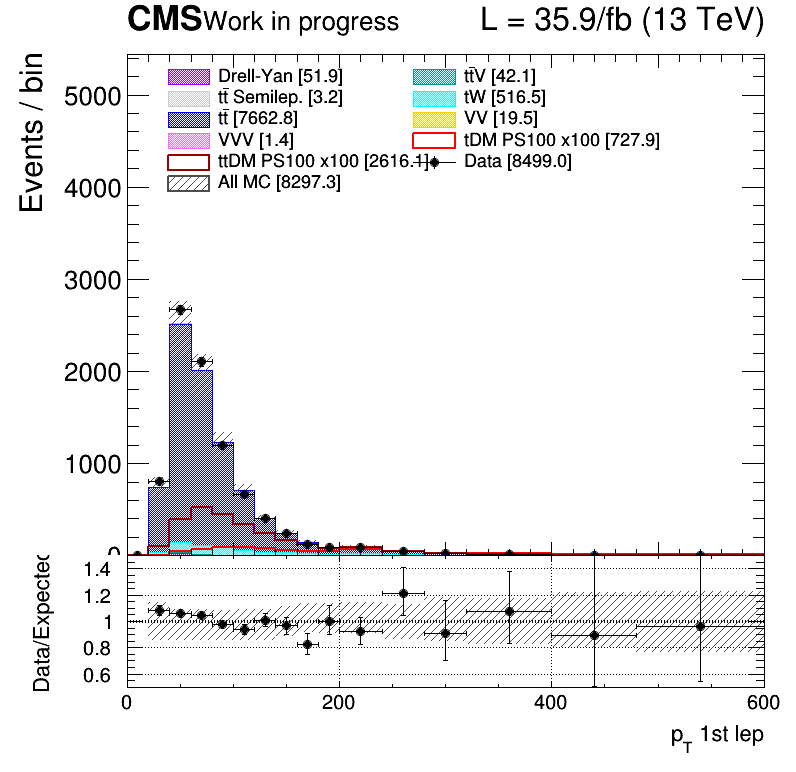 CMS Work in progress L = 35.9/fb (13 TeV)
Events / bin
5000
4000
3000
2000
1000
0
Drell-Yan [51.9] tt̄V [42.1]
tt̄ Semilep. [3.2] tW [516.5]
tt̄ [7662.8] VV [19.5]
VVV [1.4] tDM PS100 x100 [727.9]
ttDM PS100 x100 [2616.1] Data [8499.0]
All MC [8297.3]
Data/Expected
1.4
1.2
1
0.8
0.6
0 200 400 600
p_T 1st lep